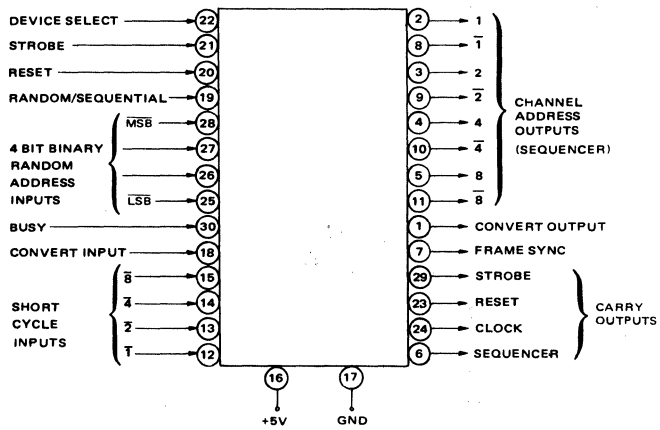 DEVICE SELECT 22
STROBE 21
RESET 20
RANDOM/SEQUENTIAL 19
4 BIT BINARY
RANDOM
ADDRESS
INPUTS
M̅S̅B̅ 28
27
26
L̅S̅B̅ 25
BUSY 30
CONVERT INPUT 18
SHORT
CYCLE
INPUTS
8̅ 15
4̅ 14
2̅ 13
1̅ 12
2 1
8 1̅
3 2
9 2̅
4 4
10 4̅
5 8
11 8̅
CHANNEL
ADDRESS
OUTPUTS
(SEQUENCER)
1 CONVERT OUTPUT
7 FRAME SYNC
29 STROBE
23 RESET
24 CLOCK
6 SEQUENCER
CARRY
OUTPUTS
16 17
+5V GND